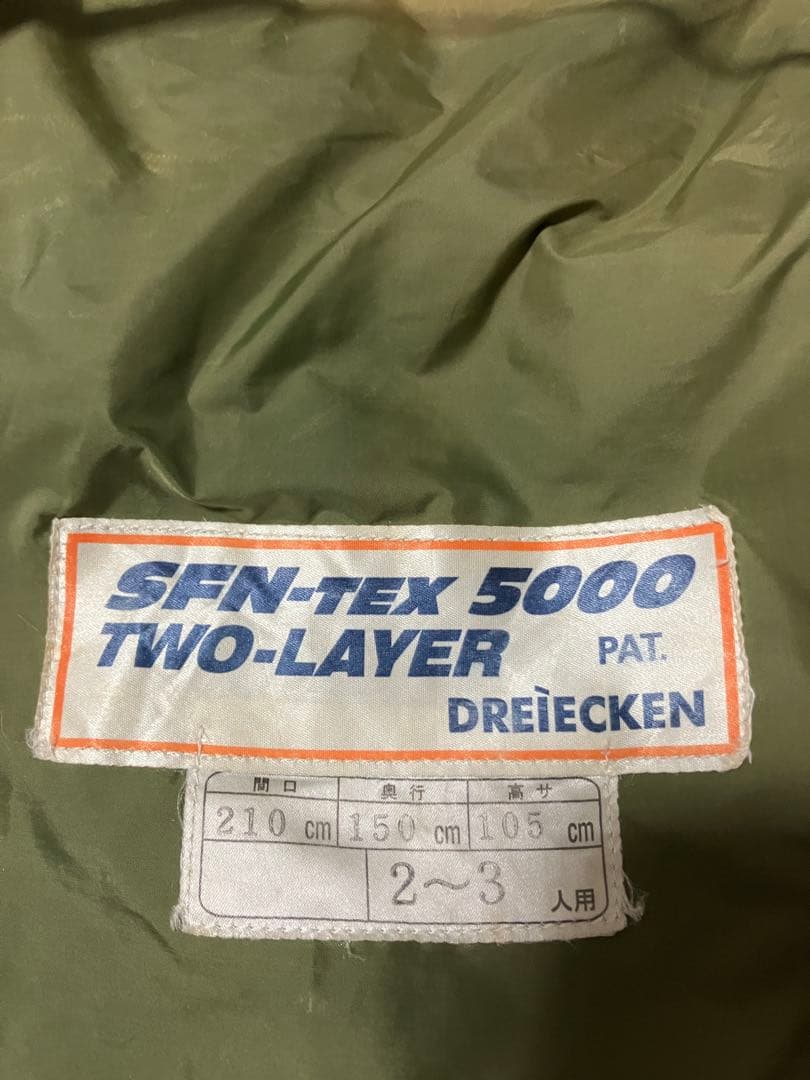 SFN-TEX 5000
TWO-LAYER PAT.
DREÌECKEN
間口 奥行 高サ
210 cm 150 cm 105 cm
2〜3 人用